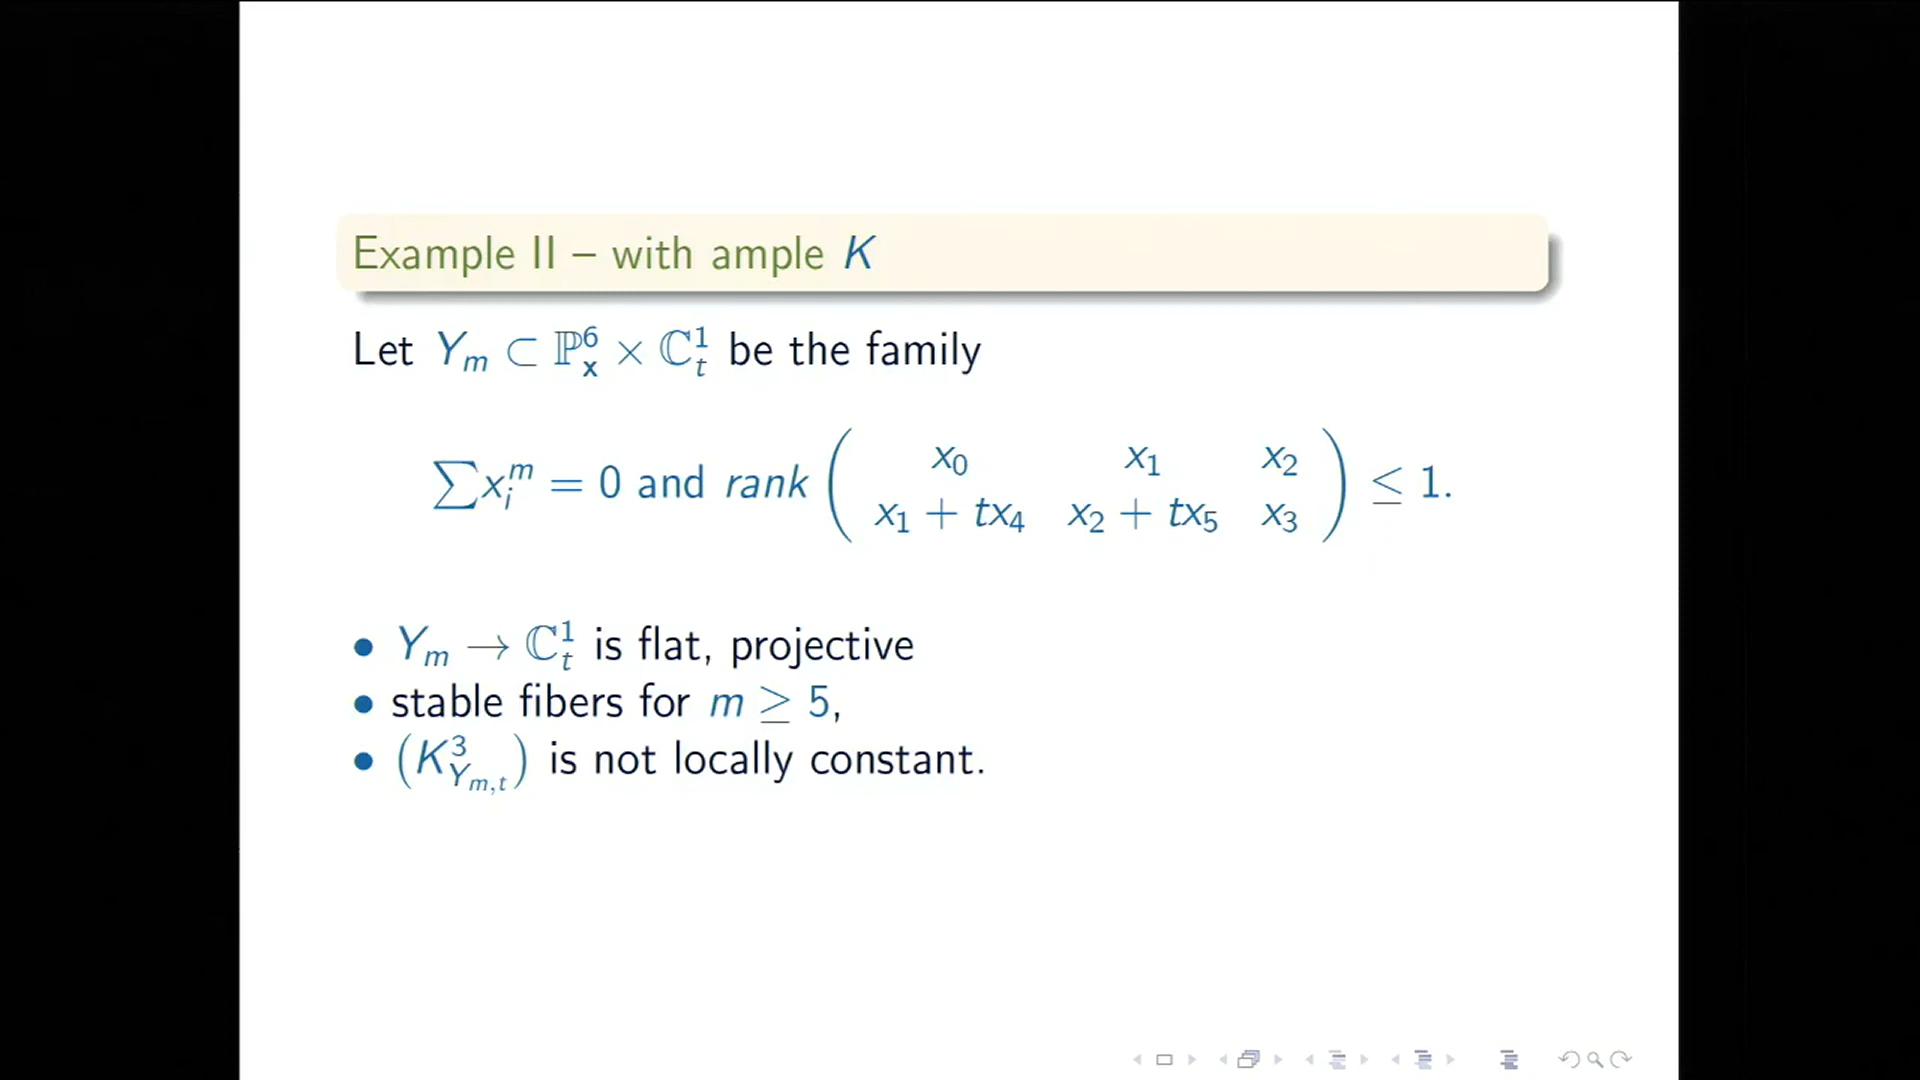 Example II – with ample K
Let Y_m ⊂ ℙ^6_x × ℂ^1_t be the family
∑x_i^m = 0 and rank ( x_0 x_1 x_2
x_1 + tx_4 x_2 + tx_5 x_3 ) ≤ 1.
• Y_m → ℂ^1_t is flat, projective
• stable fibers for m ≥ 5,
• (K^3_{Y_{m,t}}) is not locally constant.